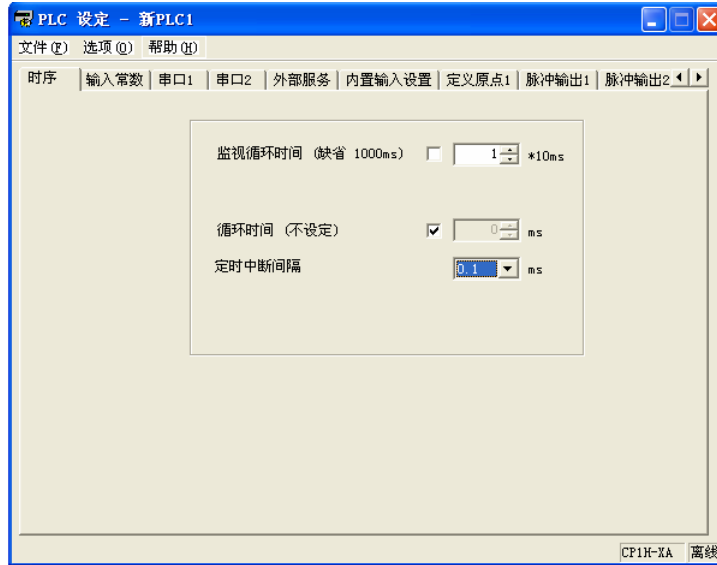 PLC 设定 - 新PLC1
文件(F) 选项(O) 帮助(H)
时序 输入常数 串口1 串口2 外部服务 内置输入设置 定义原点1 脉冲输出1 脉冲输出2
监视循环时间 (缺省 1000ms) 1 *10ms
循环时间 (不设定) 0 ms
定时中断间隔 0.1 ms
CP1H-XA 离线